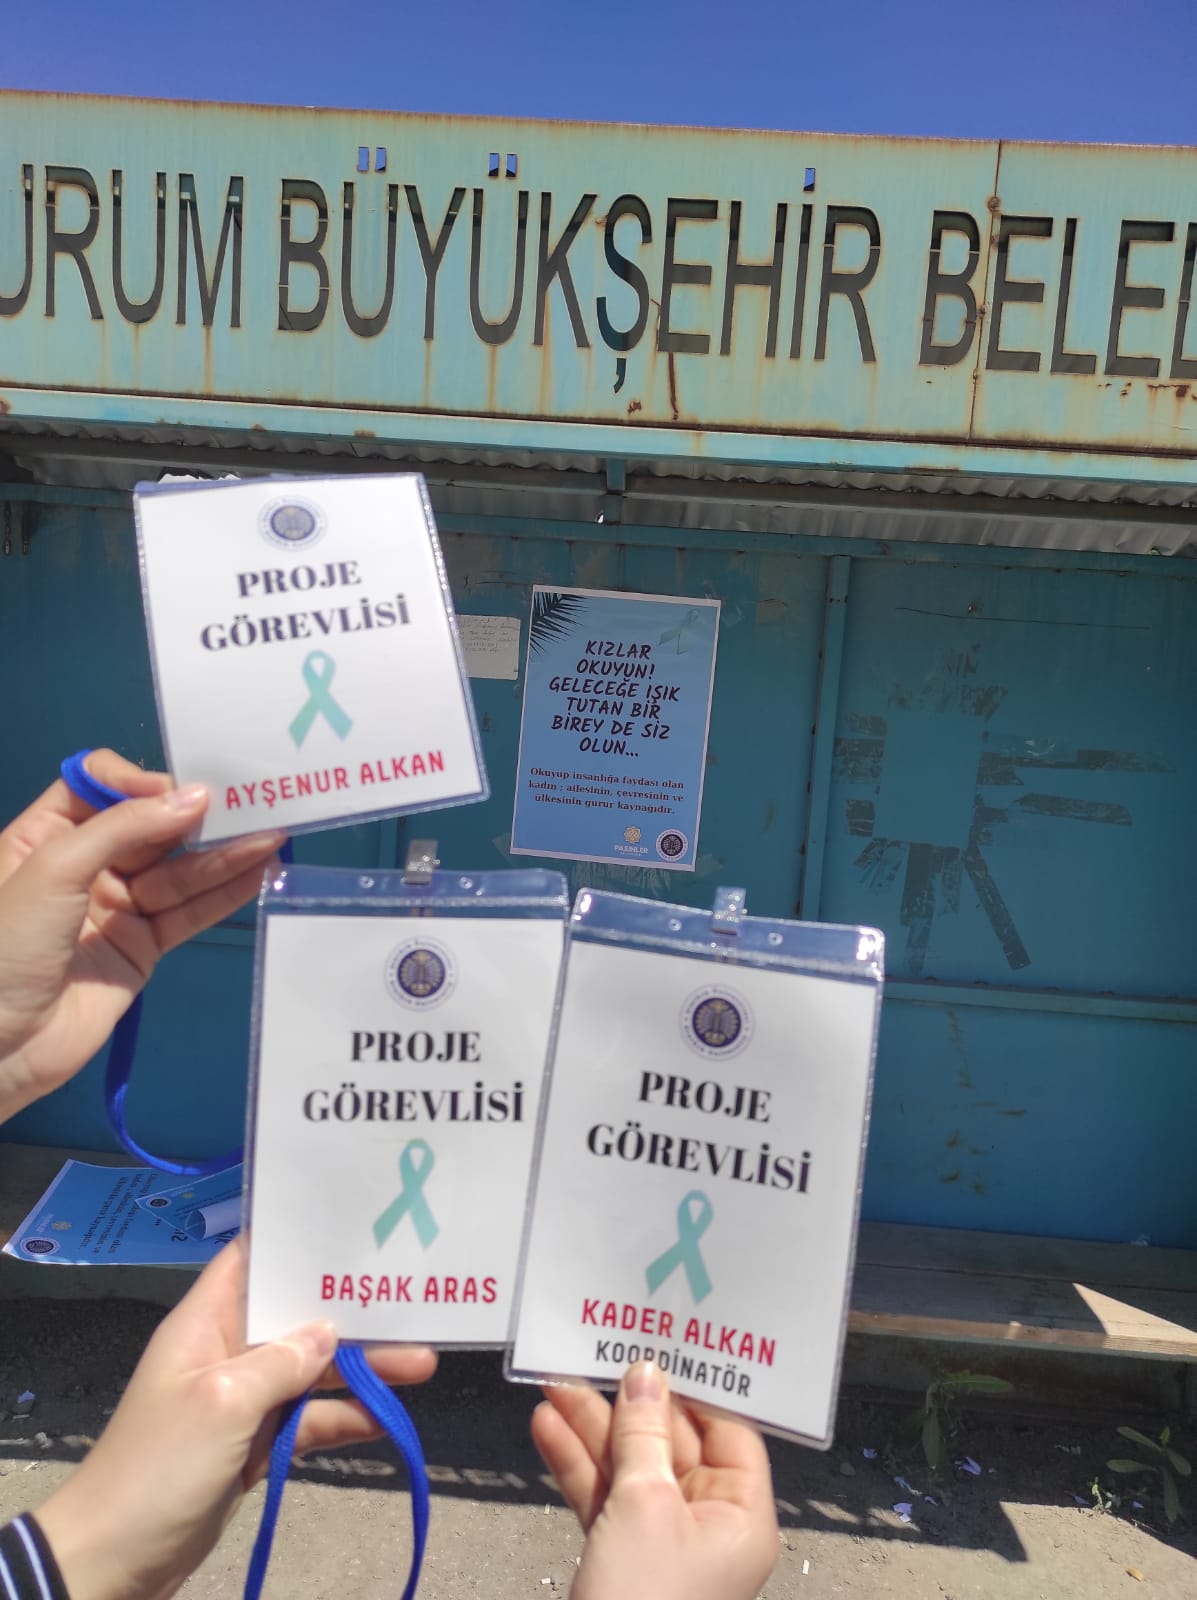 URUM BÜYÜKŞEHİR BELED
PROJE
GÖREVLİSİ
AYŞENUR ALKAN
KIZLAR
OKUYUN!
GELECEĞE IŞIK
TUTAN BİR
BİREY DE SİZ
OLUN...
Okuyup insanlığa faydası olan
kadın ; ailesinin, çevresinin ve
ülkesinin gurur kaynağıdır.
PASİNLER
PROJE
GÖREVLİSİ
BAŞAK ARAS
PROJE
GÖREVLİSİ
KADER ALKAN
KOORDİNATÖR